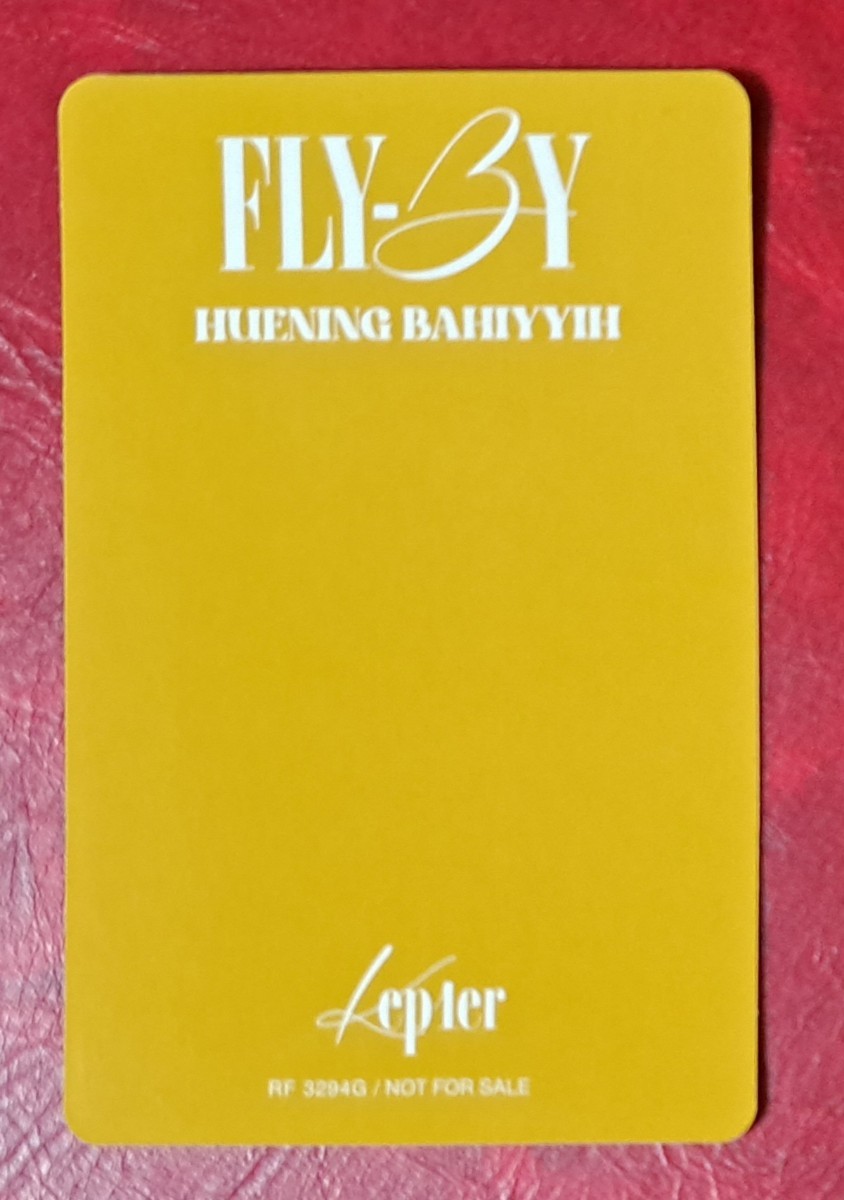 FLY-BY
HUENING BAHIYYIH
Kep1er
RF 3294G / NOT FOR SALE